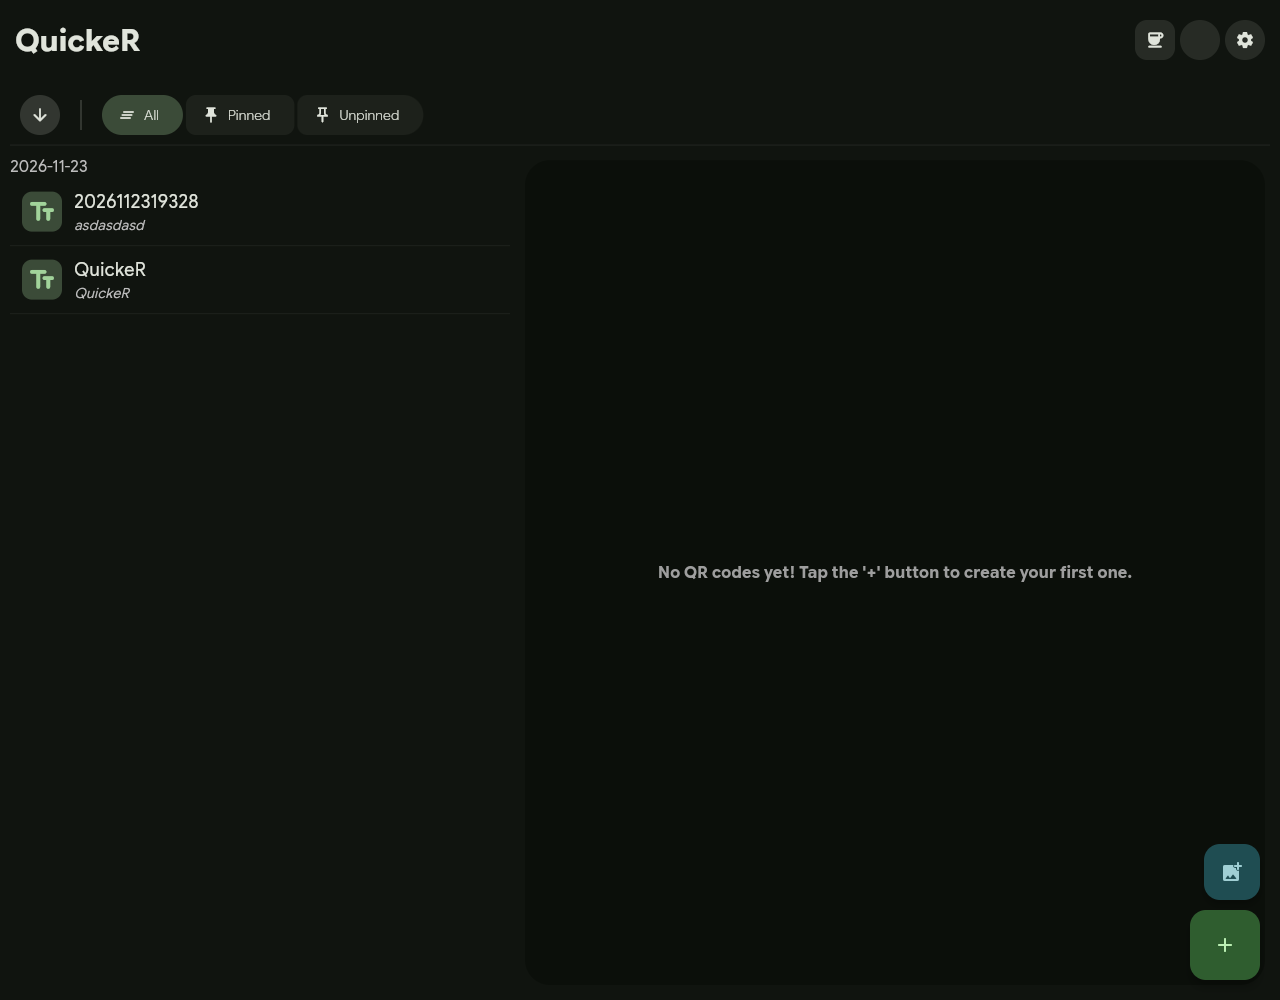 QuickeR
All
Pinned
Unpinned
2026-11-23
2026112319328
asdasdasd
QuickeR
QuickeR
No QR codes yet! Tap the '+' button to create your first one.